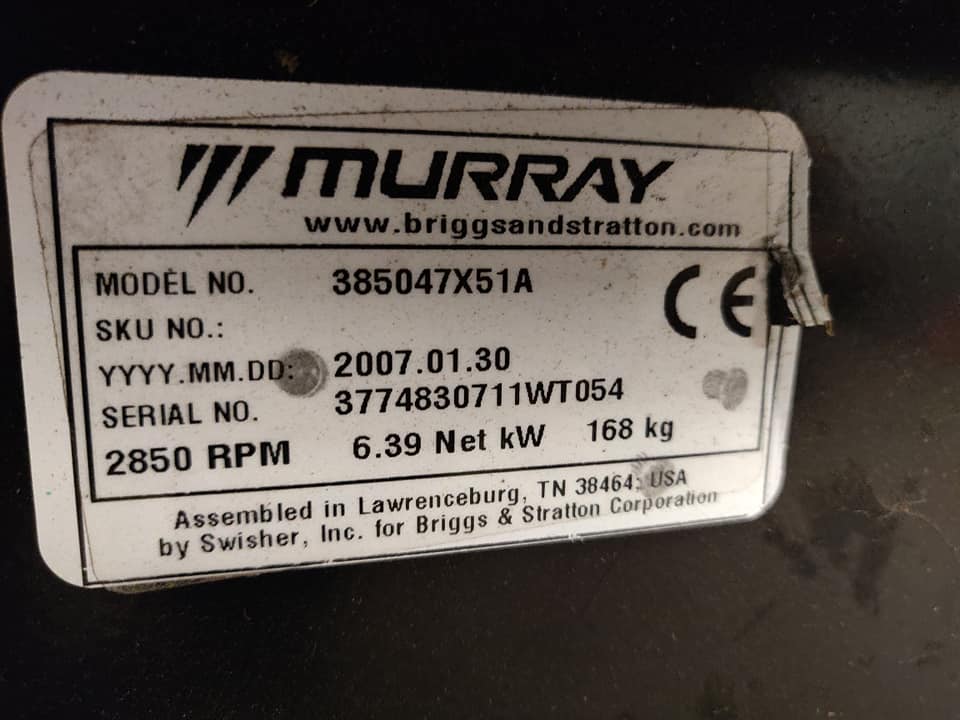 MURRAY
www.briggsandstratton.com
MODEL NO. 385047X51A
CE
SKU NO.:
YYYY.MM.DD: 2007.01.30
SERIAL NO. 3774830711WT054
2850 RPM 6.39 Net kW 168 kg
Assembled in Lawrenceburg, TN 38464, USA
by Swisher, Inc. for Briggs & Stratton Corporation